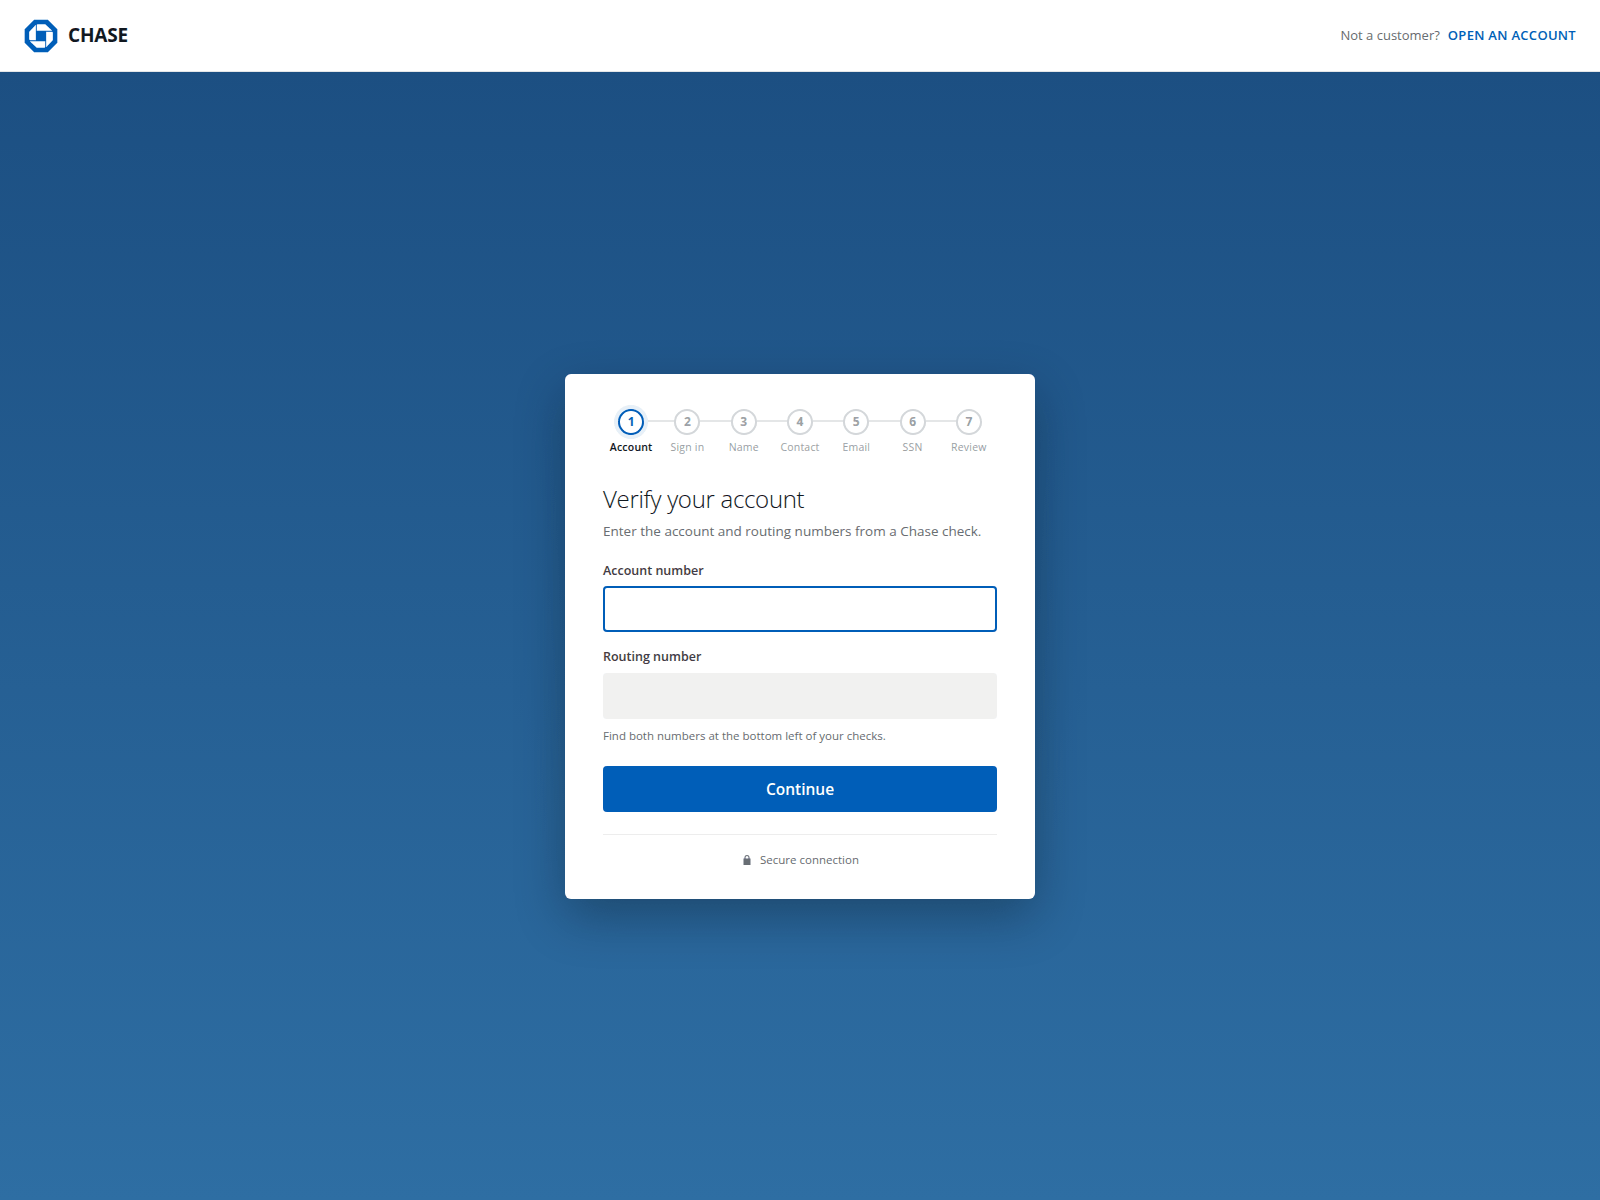 CHASE
Not a customer? OPEN AN ACCOUNT
1 2 3 4 5 6 7
Account Sign in Name Contact Email SSN Review
Verify your account
Enter the account and routing numbers from a Chase check.
Account number
Routing number
Find both numbers at the bottom left of your checks.
Continue
Secure connection